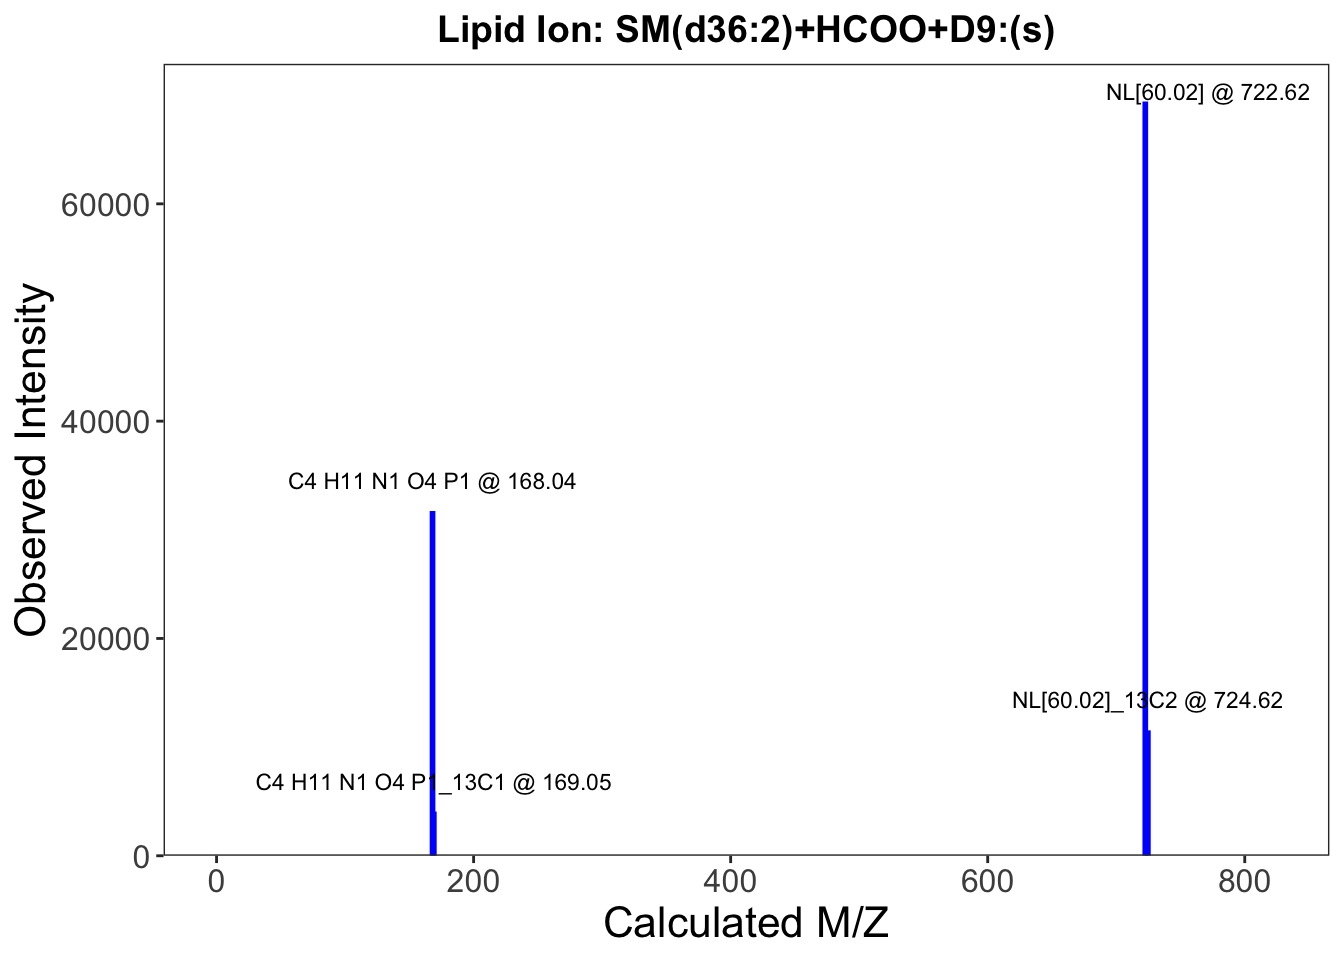 Lipid Ion: SM(d36:2)+HCOO+D9:(s)
NL[60.02] @ 722.62
60000
Observed Intensity
40000
C4 H11 N1 O4 P1 @ 168.04
20000
NL[60.02]_13C2 @ 724.62
C4 H11 N1 O4 P1_13C1 @ 169.05
0
0 200 400 600 800
Calculated M/Z